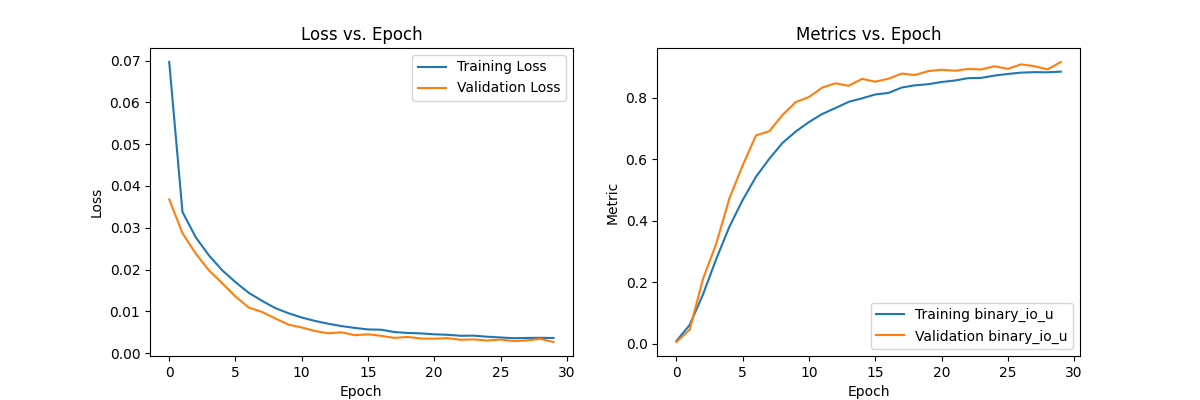 Loss vs. Epoch
Training Loss
Validation Loss
0.07
0.06
0.05
0.04
0.03
0.02
0.01
0.00
Loss
0 5 10 15 20 25 30
Epoch
Metrics vs. Epoch
0.8
0.6
0.4
0.2
0.0
Metric
Training binary_io_u
Validation binary_io_u
0 5 10 15 20 25 30
Epoch